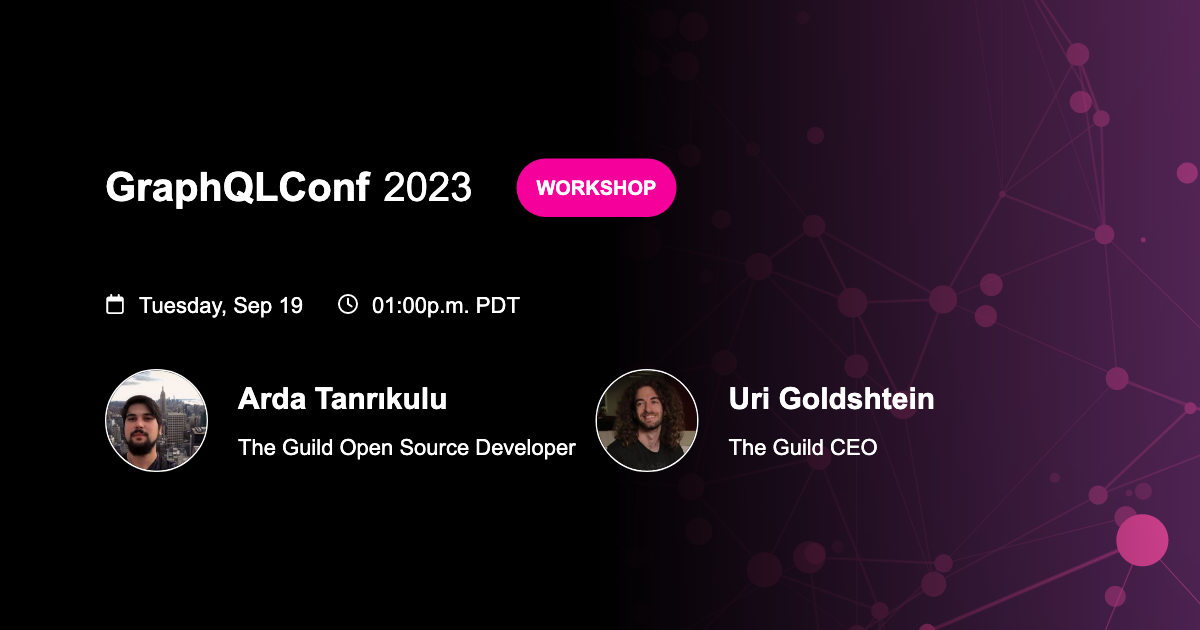 GraphQLConf 2023 WORKSHOP
Tuesday, Sep 19 01:00p.m. PDT
Arda Tanrıkulu
The Guild Open Source Developer
Uri Goldshtein
The Guild CEO